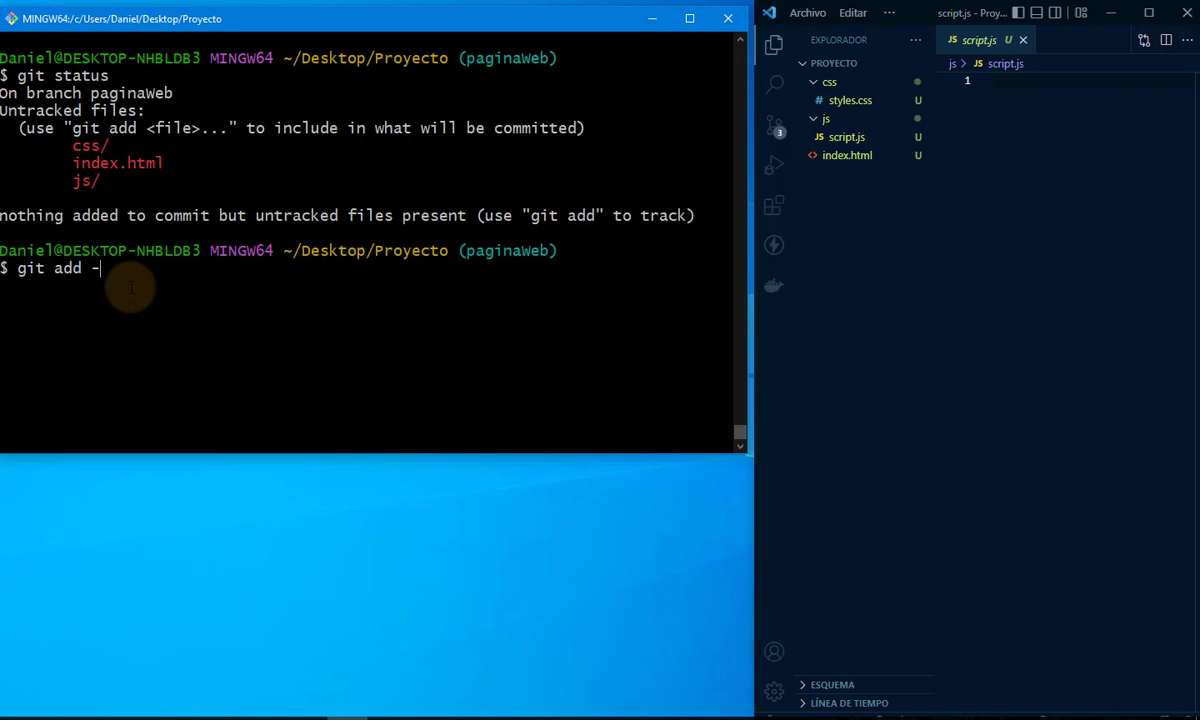 MINGW64:/c/Users/Daniel/Desktop/Proyecto
Daniel@DESKTOP-NHBLDB3 MINGW64 ~/Desktop/Proyecto (paginaWeb)
$ git status
On branch paginaWeb
Untracked files:
(use "git add <file>..." to include in what will be committed)
css/
index.html
js/
nothing added to commit but untracked files present (use "git add" to track)
Daniel@DESKTOP-NHBLDB3 MINGW64 ~/Desktop/Proyecto (paginaWeb)
$ git add -
Archivo Editar ··· script.js - Proy...
EXPLORADOR ···
JS script.js U
PROYECTO
js > JS script.js
css
1
# styles.css U
js
3
JS script.js U
<> index.html U
ESQUEMA
LÍNEA DE TIEMPO